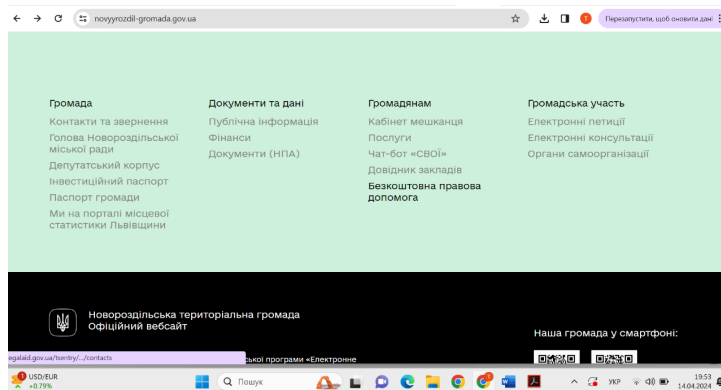 novyyrozdil-gromada.gov.ua
T
Перезапустити, щоб оновити дані
Громада
Контакти та звернення
Голова Новороздільської
міської ради
Депутатський корпус
Інвестиційний паспорт
Паспорт громади
Ми на порталі місцевої
статистики Львівщини
Документи та дані
Публічна інформація
Фінанси
Документи (НПА)
Громадянам
Кабінет мешканця
Послуги
Чат-бот «СВОЇ»
Довідник закладів
Безкоштовна правова
допомога
Громадська участь
Електронні петиції
Електронні консультації
Органи самоорганізації
Новороздільська територіальна громада
Офіційний вебсайт
Наша громада у смартфоні:
egalaid.gov.ua/tsentry/.../contacts
ської програми «Електронне
USD/EUR
+0.79%
Пошук
УКР
19:53
14.04.2024